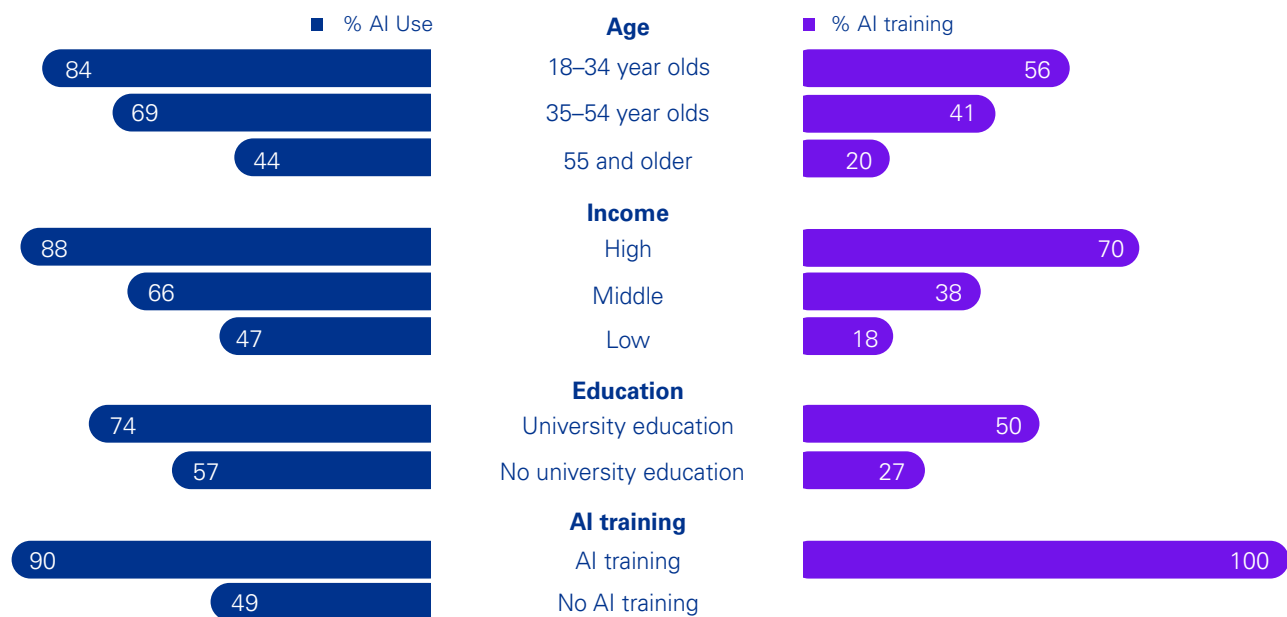 % AI Use Age % AI training
84 18–34 year olds 56
69 35–54 year olds 41
44 55 and older 20
Income
88 High 70
66 Middle 38
47 Low 18
Education
74 University education 50
57 No university education 27
AI training
90 AI training 100
49 No AI training